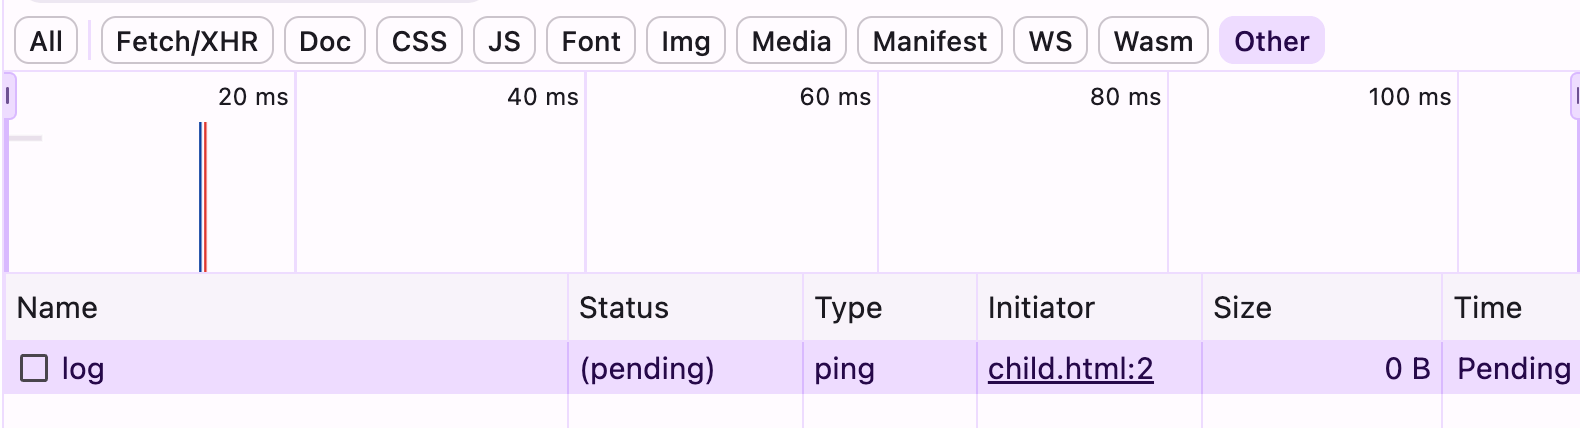 All Fetch/XHR Doc CSS JS Font Img Media Manifest WS Wasm Other
20 ms 40 ms 60 ms 80 ms 100 ms
Name Status Type Initiator Size Time
log (pending) ping child.html:2 0 B Pending